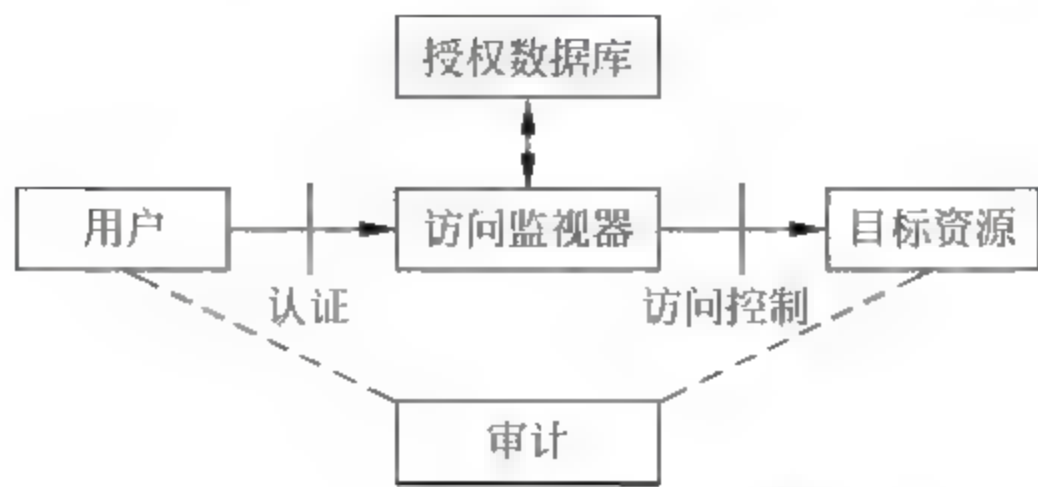 授权数据库
用户
访问监视器
目标资源
认证
访问控制
审计